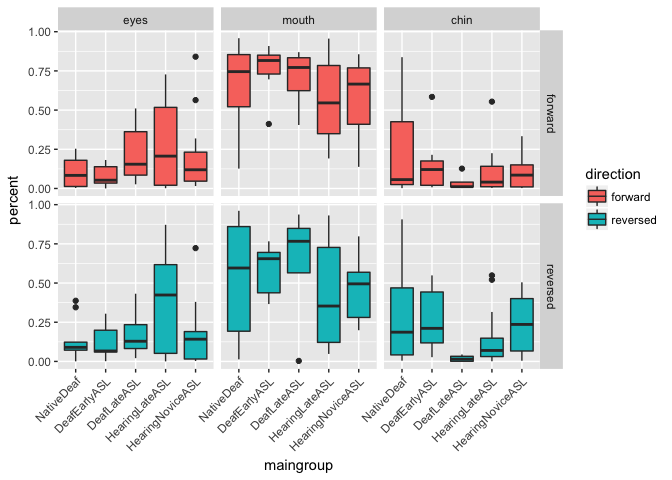 eyes mouth chin
1.00
0.75
0.50
0.25
0.00
forward
1.00
0.75
0.50
0.25
0.00
reversed
percent
NativeDeaf DeafEarlyASL DeafLateASL HearingLateASL HearingNoviceASL
NativeDeaf DeafEarlyASL DeafLateASL HearingLateASL HearingNoviceASL
NativeDeaf DeafEarlyASL DeafLateASL HearingLateASL HearingNoviceASL
maingroup
direction
forward
reversed